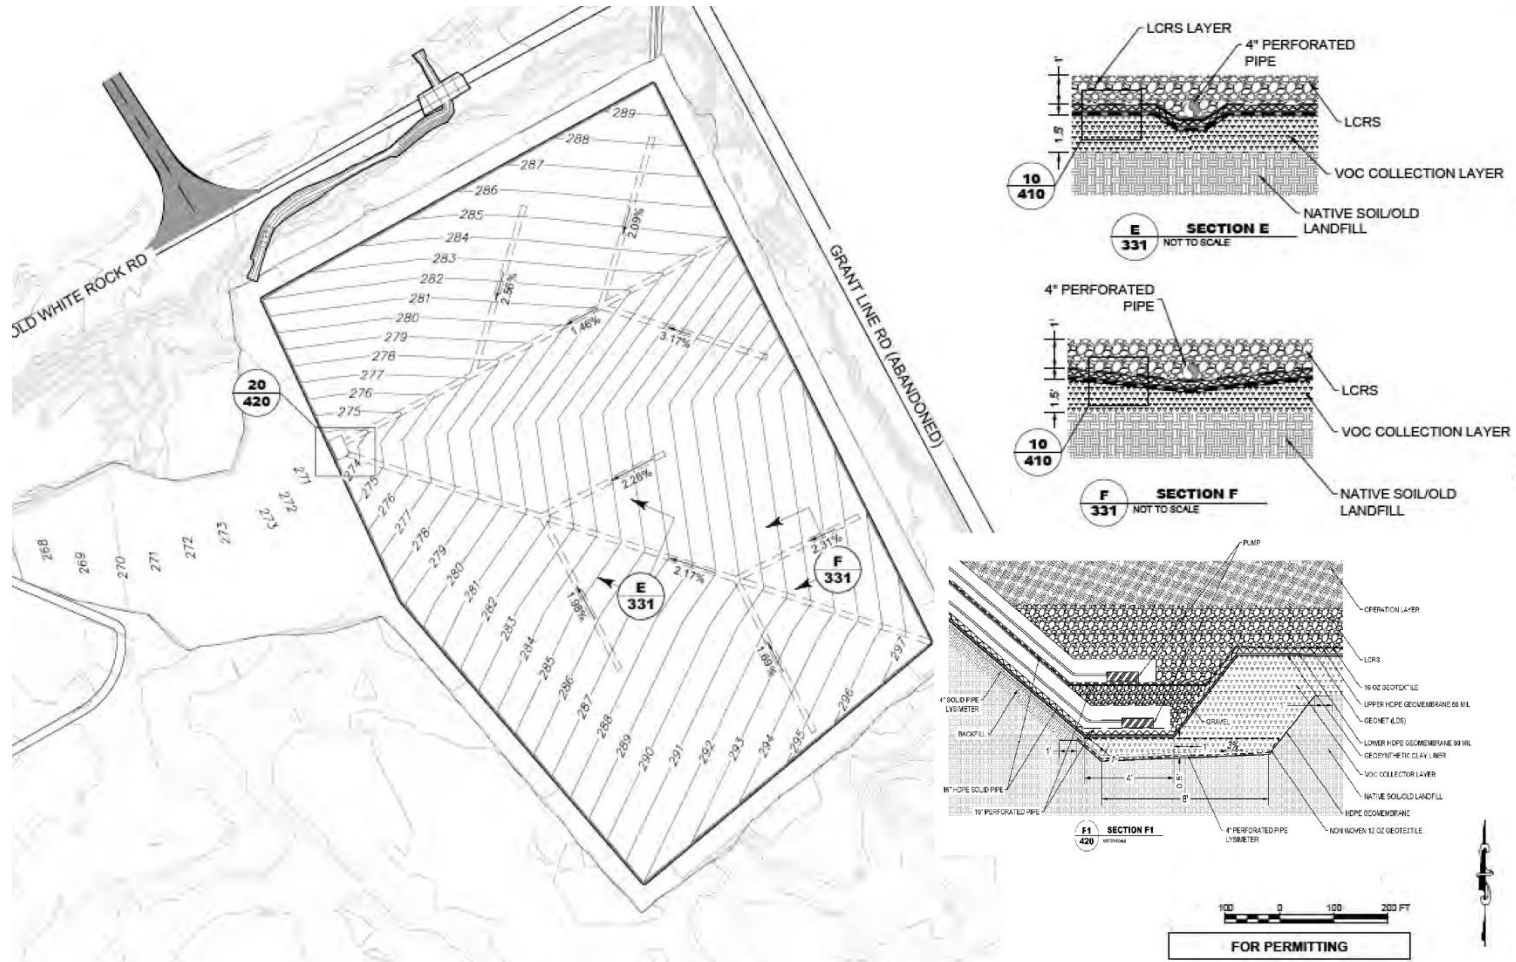 OLD WHITE ROCK RD
GRANT LINE RD (ABANDONED)
289
288
287
286
285
284
283
282
281
280
279
278
277
276
275
274
275
276
277
278
279
280
281
282
283
284
285
286
287
288
289
290
291
292
293
294
295
296
297
268
269
270
271
272
273
273
272
271
2.09%
2.56%
1.46%
3.17%
2.28%
2.17%
2.31%
1.98%
1.69%
20
420
E
331
F
331
LCRS LAYER
4" PERFORATED
PIPE
1'
1.5'
LCRS
VOC COLLECTION LAYER
NATIVE SOIL/OLD
LANDFILL
10
410
E
331
SECTION E
NOT TO SCALE
4" PERFORATED
PIPE
1'
1.5'
LCRS
VOC COLLECTION LAYER
NATIVE SOIL/OLD
LANDFILL
10
410
F
331
SECTION F
NOT TO SCALE
PUMP
OPERATION LAYER
LCRS
16 OZ GEOTEXTILE
UPPER HDPE GEOMEMBRANE 60 MIL
GEONET (LDS)
LOWER HDPE GEOMEMBRANE 60 MIL
GEOSYNTHETIC CLAY LINER
VOC COLLECTOR LAYER
NATIVE SOIL/OLD LANDFILL
HDPE GEOMEMBRANE
NON WOVEN 12 OZ GEOTEXTILE
4" SOLID PIPE
LYSIMETER
BACKFILL
GRAVEL
1'
1'
3%
4'
0.5'
8'
18" HDPE SOLID PIPE
18" PERFORATED PIPE
4" PERFORATED PIPE
LYSIMETER
F1
420
SECTION F1
NOT TO SCALE
100 0 100 200 FT
FOR PERMITTING